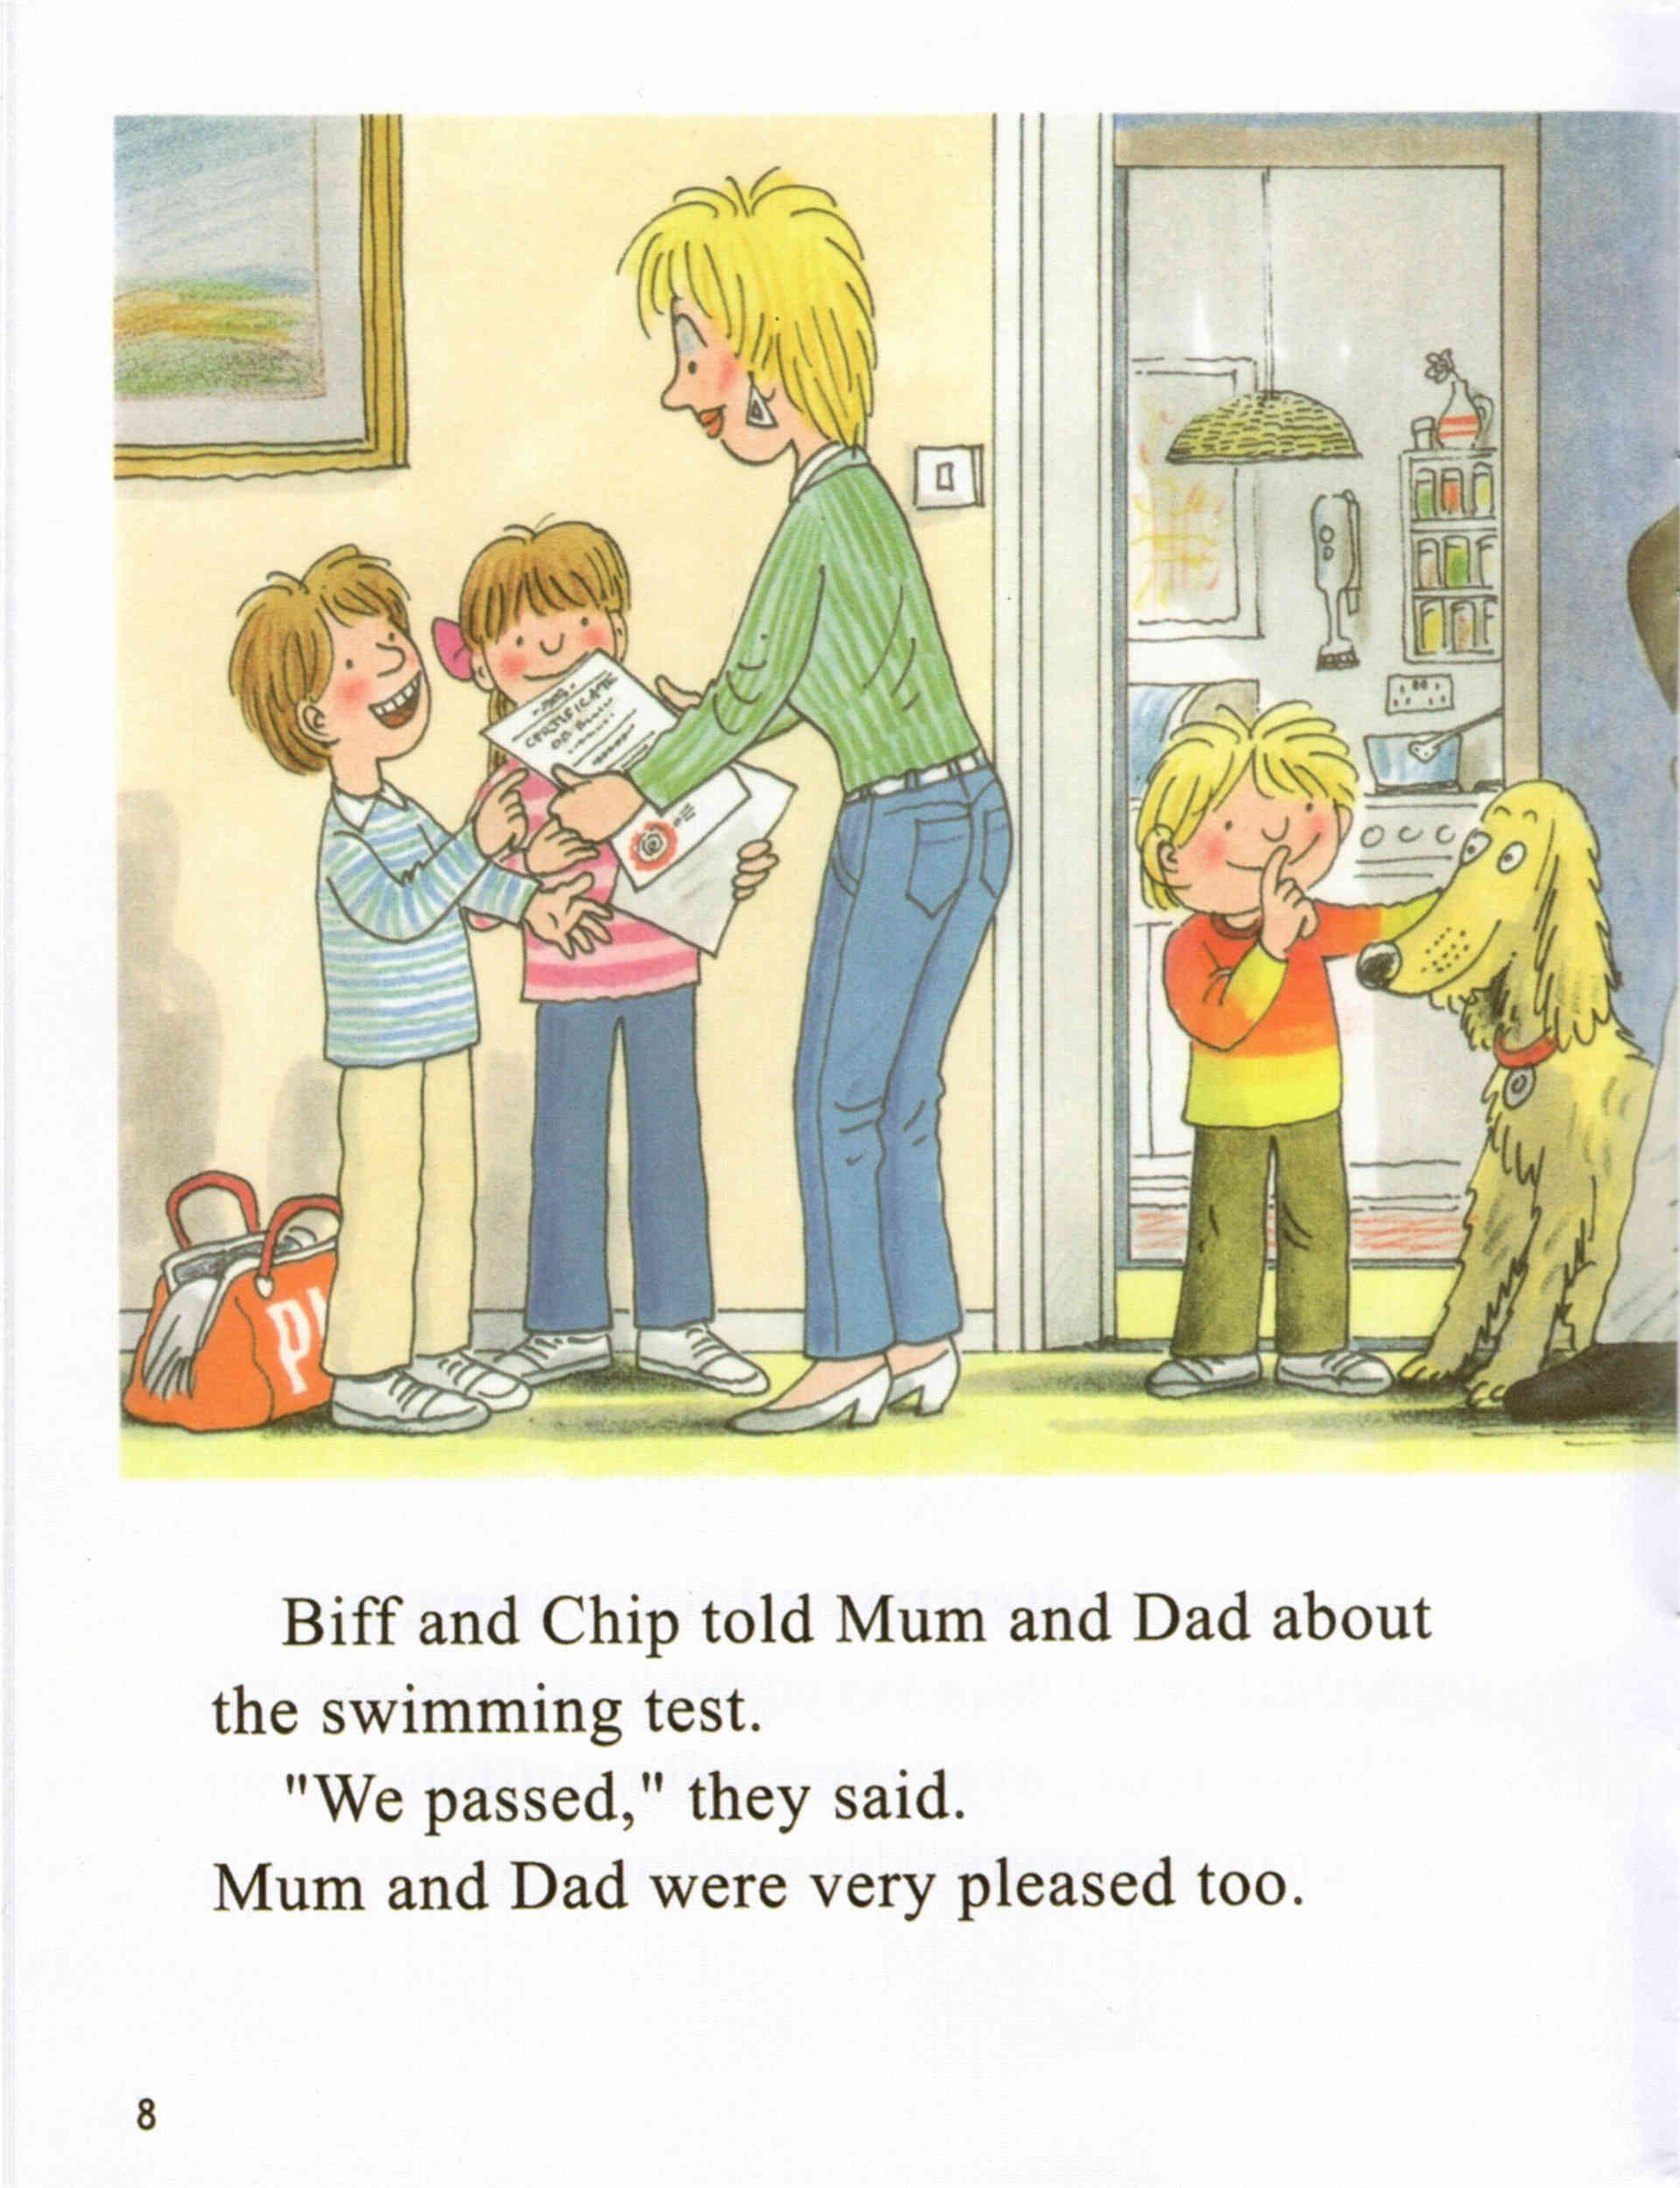 CERTIFICATE
Biff and Chip told Mum and Dad about
the swimming test.
"We passed," they said.
Mum and Dad were very pleased too.
8